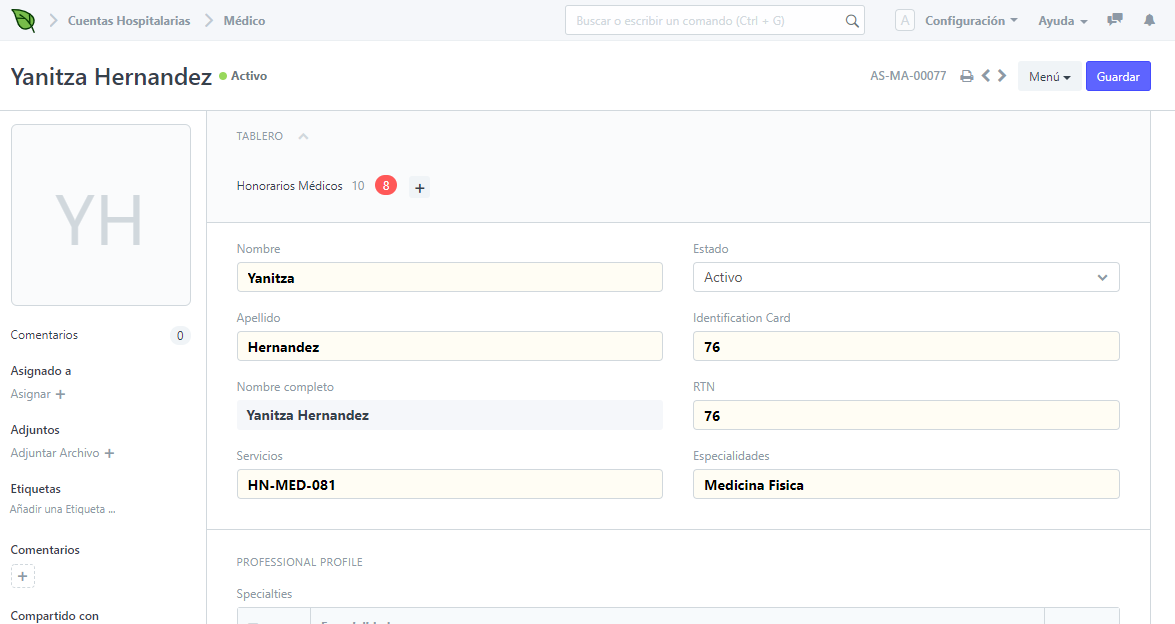 Cuentas Hospitalarias Médico Buscar o escribir un comando (Ctrl + G) A Configuración Ayuda
Yanitza Hernandez Activo AS-MA-00077 Menú Guardar
YH
Comentarios 0
Asignado a
Asignar +
Adjuntos
Adjuntar Archivo +
Etiquetas
Añadir una Etiqueta ...
Comentarios
+
Compartido con
TABLERO
Honorarios Médicos 10 8 +
Nombre
Yanitza
Estado
Activo
Apellido
Hernandez
Identification Card
76
Nombre completo
Yanitza Hernandez
RTN
76
Servicios
HN-MED-081
Especialidades
Medicina Fisica
PROFESSIONAL PROFILE
Specialties